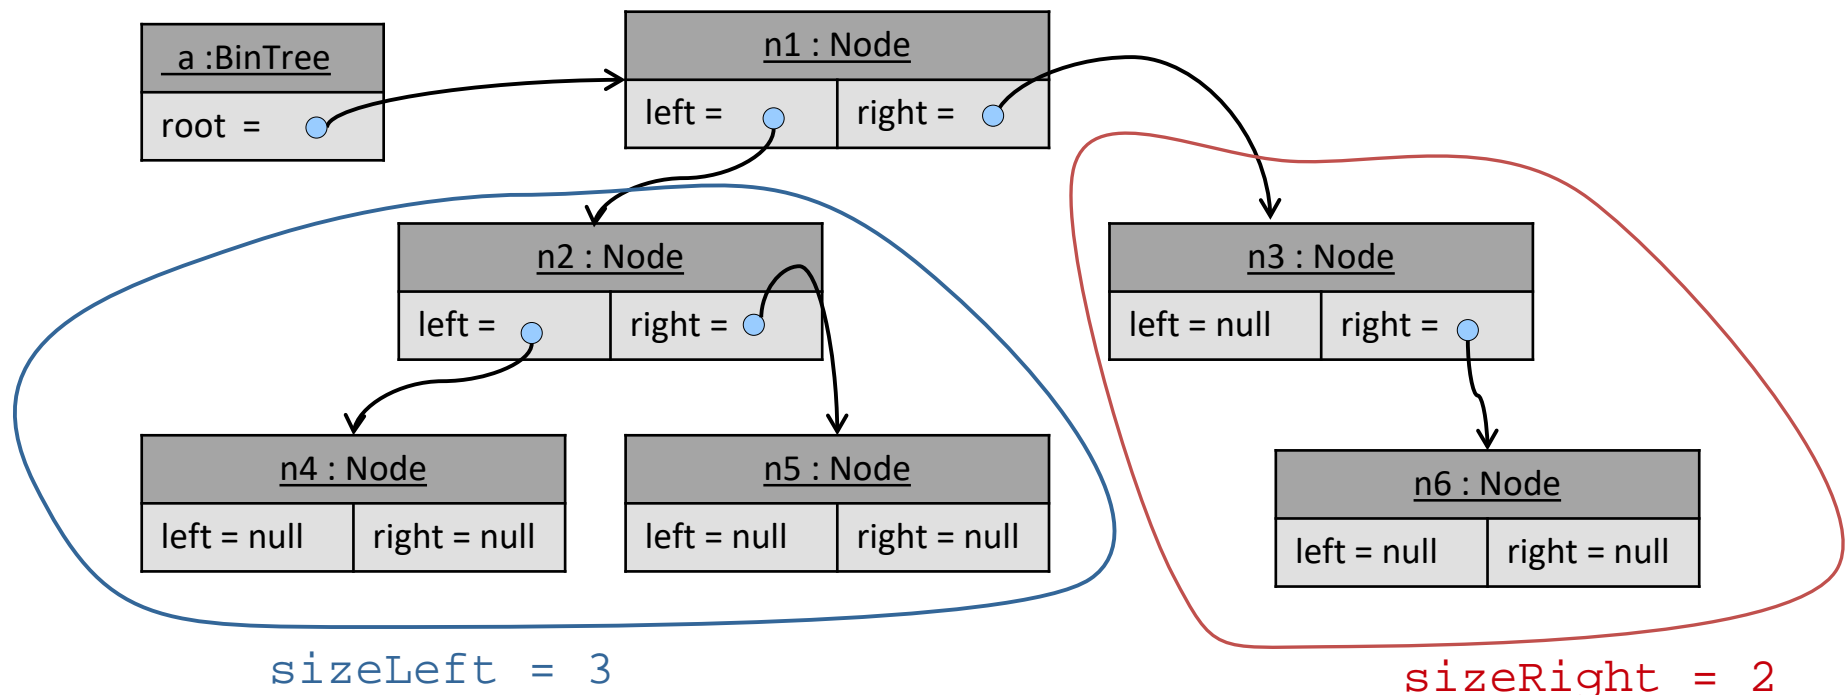 a :BinTree
root =
n1 : Node
left =
right =
n2 : Node
left =
right =
n3 : Node
left = null
right =
n4 : Node
left = null
right = null
n5 : Node
left = null
right = null
n6 : Node
left = null
right = null
sizeLeft = 3
sizeRight = 2